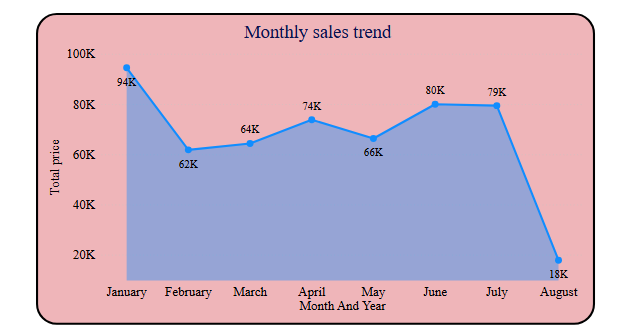 Monthly sales trend
100K
80K
60K
40K
20K
Total price
94K
62K
64K
74K
66K
80K
79K
18K
January February March April May June July August
Month And Year